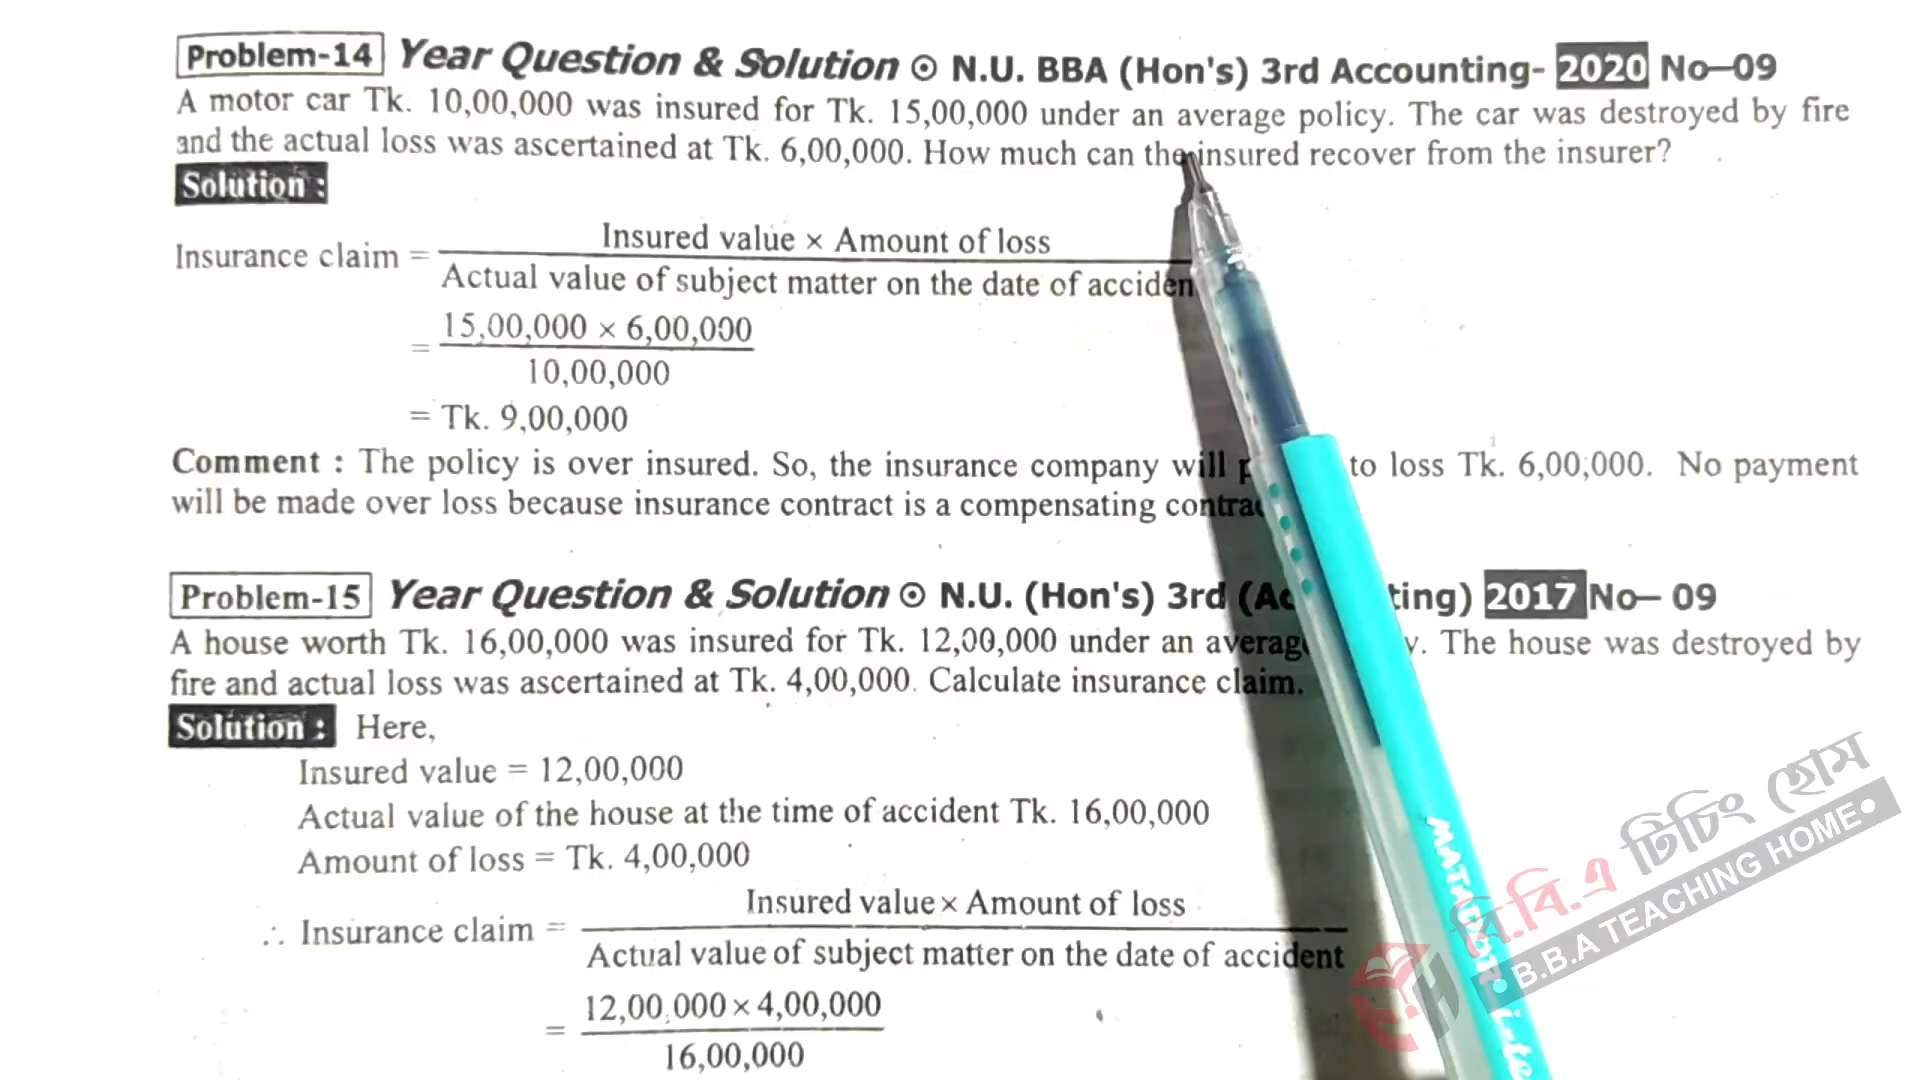 Problem-14 Year Question & Solution ⊙ N.U. BBA (Hon's) 3rd Accounting- 2020 No–09
A motor car Tk. 10,00,000 was insured for Tk. 15,00,000 under an average policy. The car was destroyed by fire
and the actual loss was ascertained at Tk. 6,00,000. How much can the insured recover from the insurer?
Solution :
Insurance claim = Insured value × Amount of loss
Actual value of subject matter on the date of acciden
= 15,00,000 × 6,00,000
10,00,000
= Tk. 9,00,000
Comment : The policy is over insured. So, the insurance company will to loss Tk. 6,00,000. No payment
will be made over loss because insurance contract is a compensating contrac
Problem-15 Year Question & Solution ⊙ N.U. (Hon's) 3rd (Ac ting) 2017 No– 09
A house worth Tk. 16,00,000 was insured for Tk. 12,00,000 under an average y. The house was destroyed by
fire and actual loss was ascertained at Tk. 4,00,000. Calculate insurance claim.
Solution : Here,
Insured value = 12,00,000
Actual value of the house at the time of accident Tk. 16,00,000
Amount of loss = Tk. 4,00,000
∴ Insurance claim = Insured value × Amount of loss
Actual value of subject matter on the date of accident
= 12,00,000 × 4,00,000
16,00,000
বি.বি.এ টিচিং হোম
B.B.A TEACHING HOME
MATADOR i-te